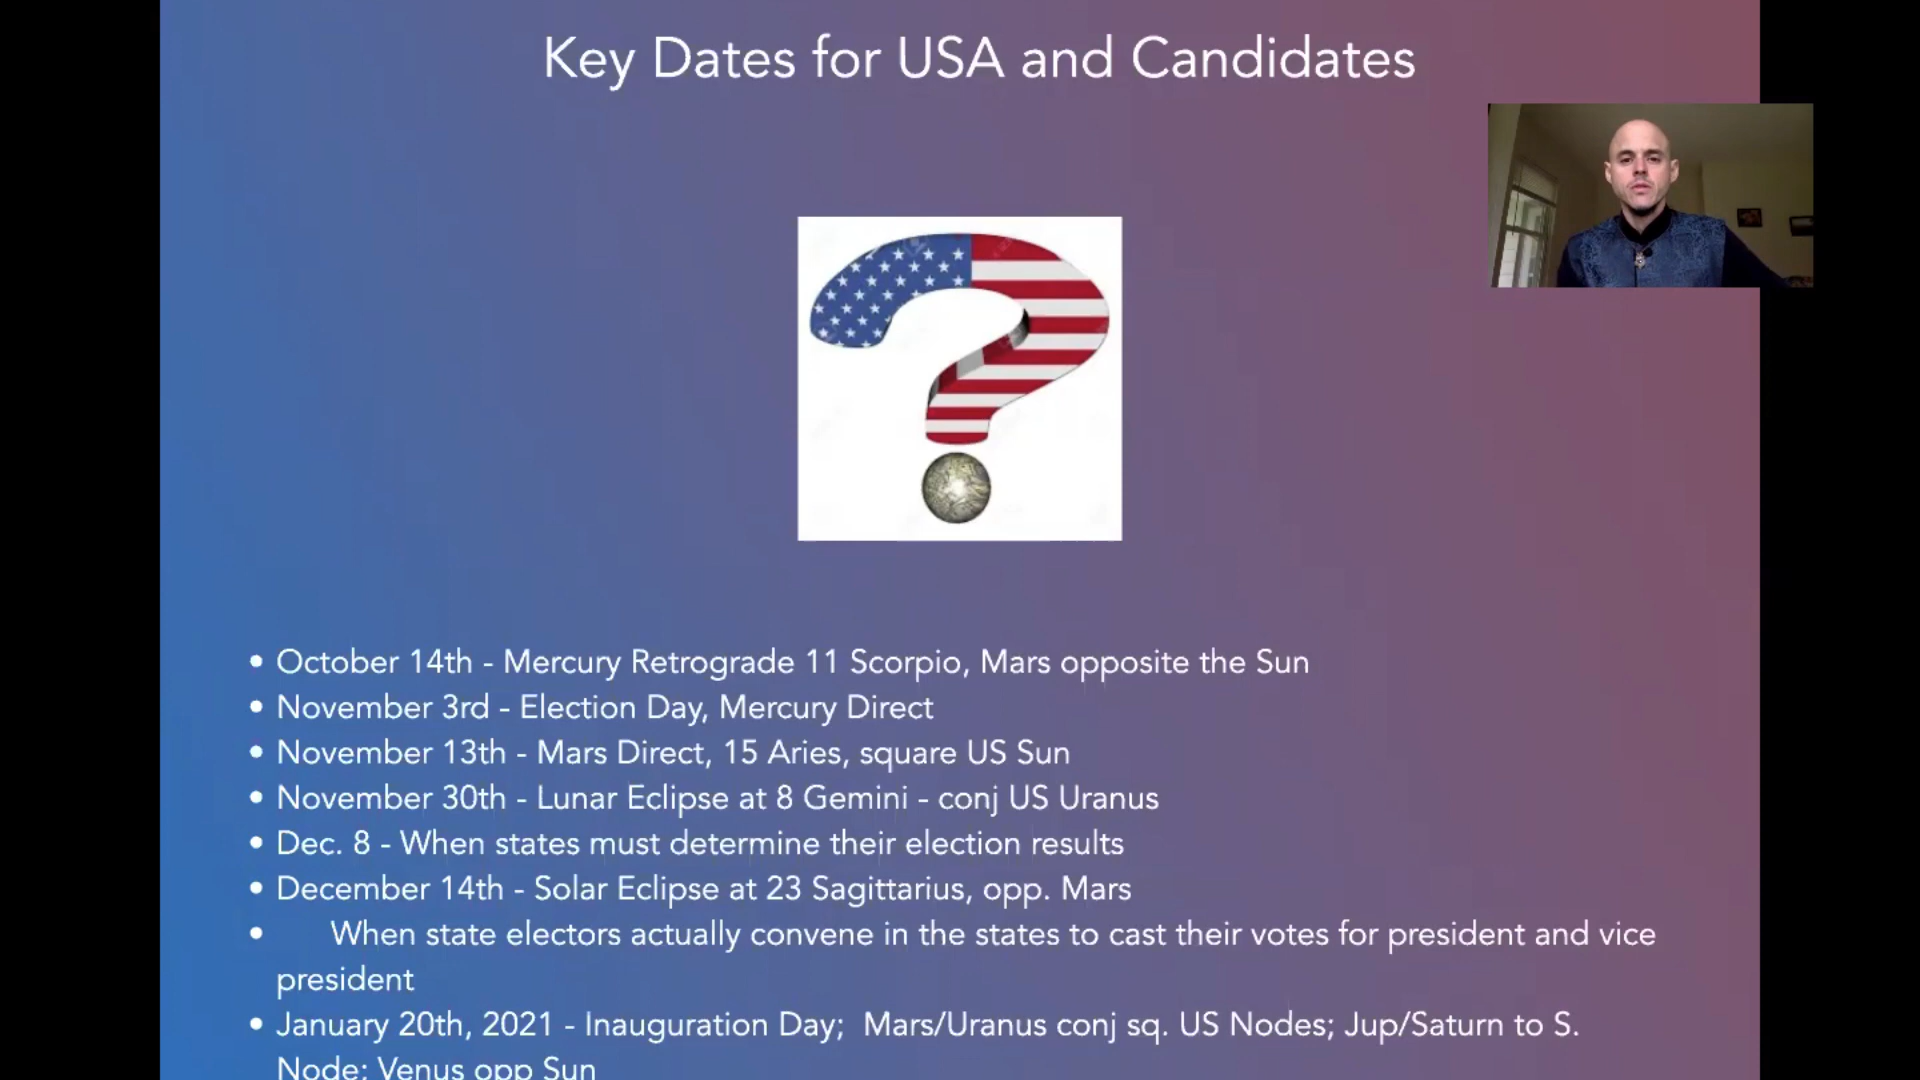 Key Dates for USA and Candidates
• October 14th - Mercury Retrograde 11 Scorpio, Mars opposite the Sun
• November 3rd - Election Day, Mercury Direct
• November 13th - Mars Direct, 15 Aries, square US Sun
• November 30th - Lunar Eclipse at 8 Gemini - conj US Uranus
• Dec. 8 - When states must determine their election results
• December 14th - Solar Eclipse at 23 Sagittarius, opp. Mars
• When state electors actually convene in the states to cast their votes for president and vice
president
• January 20th, 2021 - Inauguration Day; Mars/Uranus conj sq. US Nodes; Jup/Saturn to S.
Node; Venus opp Sun